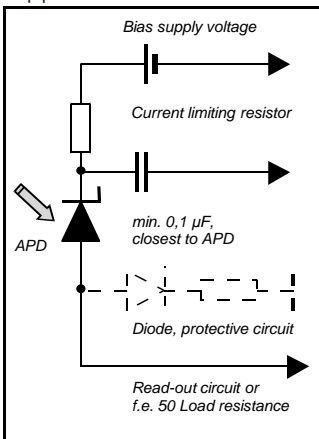 Bias supply voltage
Current limiting resistor
min. 0,1 µF,
closest to APD
APD
Diode, protective circuit
Read-out circuit or
f.e. 50 Load resistance